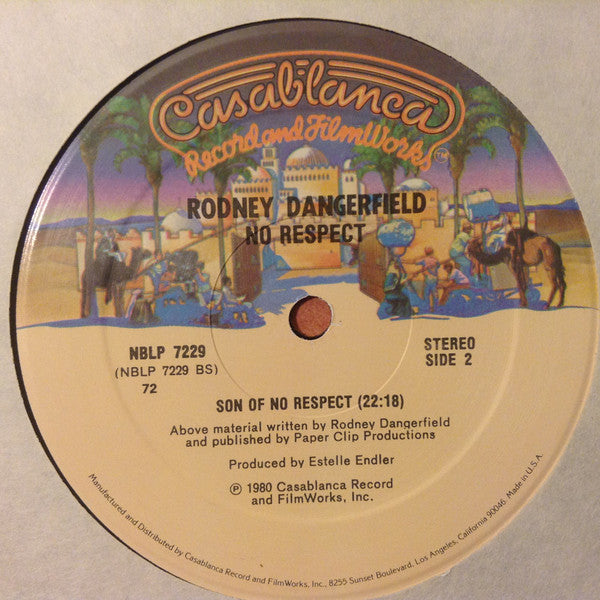 Casablanca
Record and FilmWorks™
RODNEY DANGERFIELD
NO RESPECT
NBLP 7229
(NBLP 7229 BS)
72
STEREO
SIDE 2
SON OF NO RESPECT (22:18)
Above material written by Rodney Dangerfield
and published by Paper Clip Productions
Produced by Estelle Endler
℗ 1980 Casablanca Record
and FilmWorks, Inc.
Manufactured and Distributed by Casablanca Record and FilmWorks, Inc., 8255 Sunset Boulevard, Los Angeles, California 90046. Made in U.S.A.